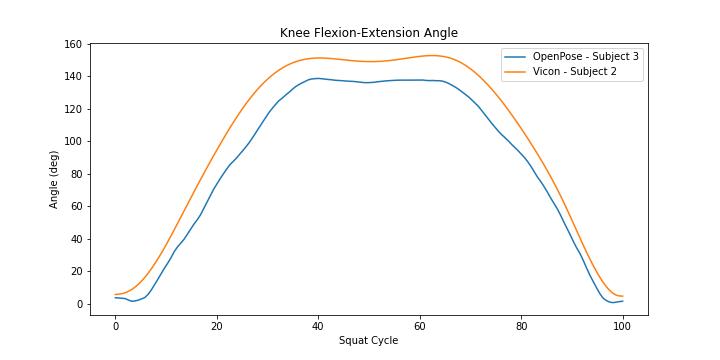 Knee Flexion-Extension Angle
OpenPose - Subject 3
Vicon - Subject 2
Angle (deg)
160
140
120
100
80
60
40
20
0
0 20 40 60 80 100
Squat Cycle